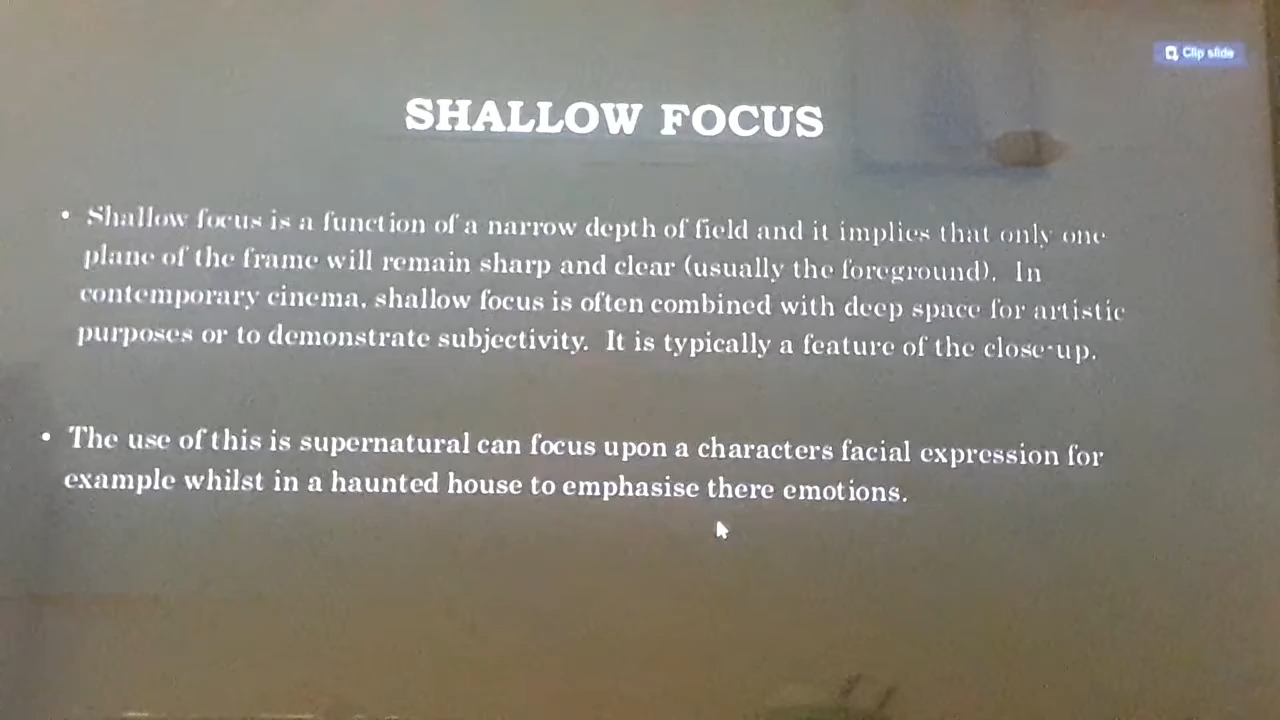 Clip slide
SHALLOW FOCUS
• Shallow focus is a function of a narrow depth of field and it implies that only one
plane of the frame will remain sharp and clear (usually the foreground). In
contemporary cinema, shallow focus is often combined with deep space for artistic
purposes or to demonstrate subjectivity. It is typically a feature of the close-up.
• The use of this is supernatural can focus upon a characters facial expression for
example whilst in a haunted house to emphasise there emotions.